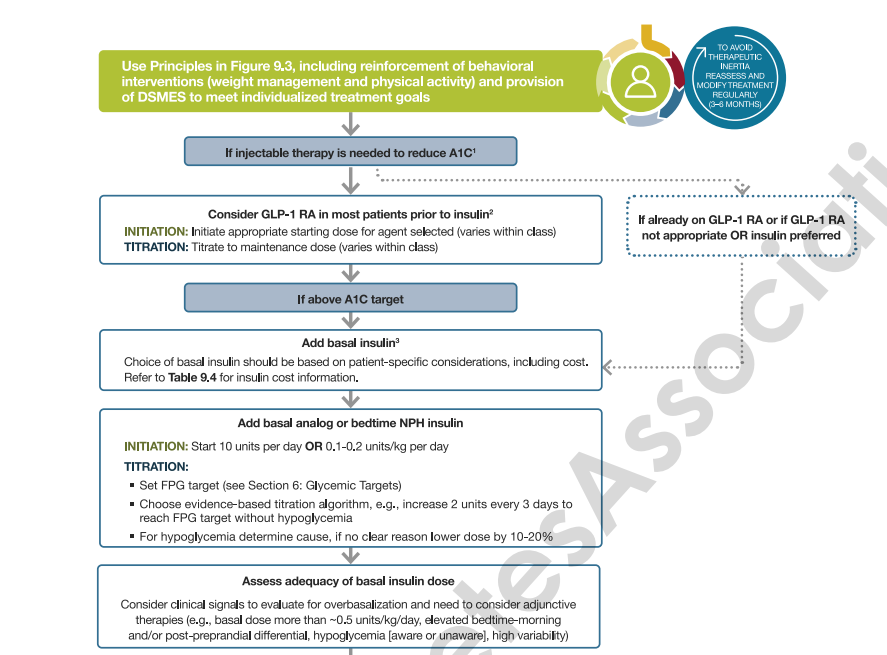 Use Principles in Figure 9.3, including reinforcement of behavioral
interventions (weight management and physical activity) and provision
of DSMES to meet individualized treatment goals
TO AVOID
THERAPEUTIC
INERTIA
REASSESS AND
MODIFY TREATMENT
REGULARLY
(3–6 MONTHS)
If injectable therapy is needed to reduce A1C¹
Consider GLP-1 RA in most patients prior to insulin²
INITIATION: Initiate appropriate starting dose for agent selected (varies within class)
TITRATION: Titrate to maintenance dose (varies within class)
If already on GLP-1 RA or if GLP-1 RA
not appropriate OR insulin preferred
If above A1C target
Add basal insulin³
Choice of basal insulin should be based on patient-specific considerations, including cost.
Refer to Table 9.4 for insulin cost information.
Add basal analog or bedtime NPH insulin
INITIATION: Start 10 units per day OR 0.1-0.2 units/kg per day
TITRATION:
▪ Set FPG target (see Section 6: Glycemic Targets)
▪ Choose evidence-based titration algorithm, e.g., increase 2 units every 3 days to
reach FPG target without hypoglycemia
▪ For hypoglycemia determine cause, if no clear reason lower dose by 10-20%
Assess adequacy of basal insulin dose
Consider clinical signals to evaluate for overbasalization and need to consider adjunctive
therapies (e.g., basal dose more than ~0.5 units/kg/day, elevated bedtime-morning
and/or post-preprandial differential, hypoglycemia [aware or unaware], high variability)
etesAssociati